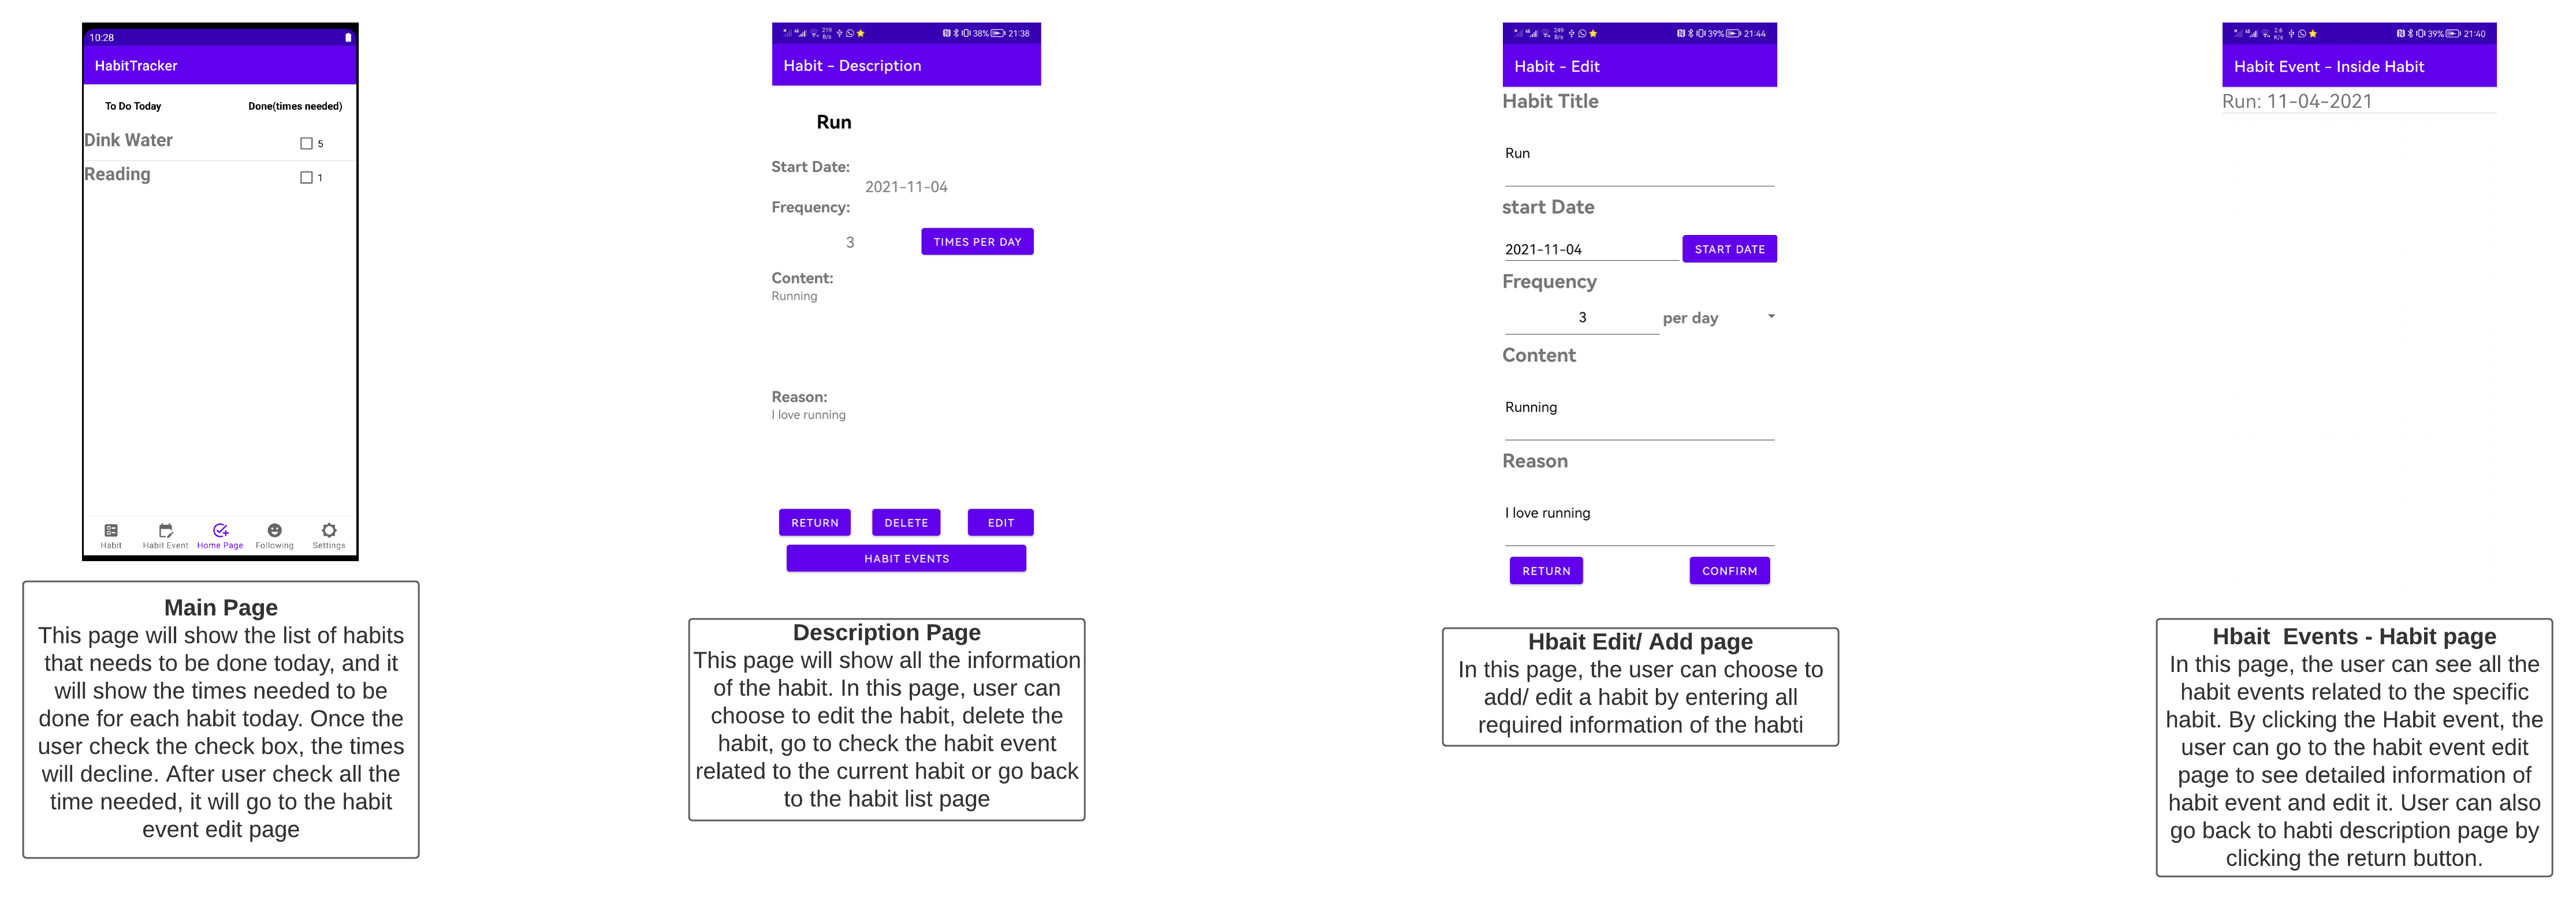 10:28
HabitTracker
To Do Today Done(times needed)
Dink Water 5
Reading 1
Habit Habit Event Home Page Following Settings
Main Page
This page will show the list of habits
that needs to be done today, and it
will show the times needed to be
done for each habit today. Once the
user check the check box, the times
will decline. After user check all the
time needed, it will go to the habit
event edit page
219 B/s 38% 21:38
Habit - Description
Run
Start Date:
2021-11-04
Frequency:
3 TIMES PER DAY
Content:
Running
Reason:
I love running
RETURN DELETE EDIT
HABIT EVENTS
Description Page
This page will show all the information
of the habit. In this page, user can
choose to edit the habit, delete the
habit, go to check the habit event
related to the current habit or go back
to the habit list page
249 B/s 39% 21:44
Habit - Edit
Habit Title
Run
start Date
2021-11-04 START DATE
Frequency
3 per day
Content
Running
Reason
I love running
RETURN CONFIRM
Hbait Edit/ Add page
In this page, the user can choose to
add/ edit a habit by entering all
required information of the habti
2.6 K/s 39% 21:40
Habit Event - Inside Habit
Run: 11-04-2021
Hbait Events - Habit page
In this page, the user can see all the
habit events related to the specific
habit. By clicking the Habit event, the
user can go to the habit event edit
page to see detailed information of
habit event and edit it. User can also
go back to habti description page by
clicking the return button.